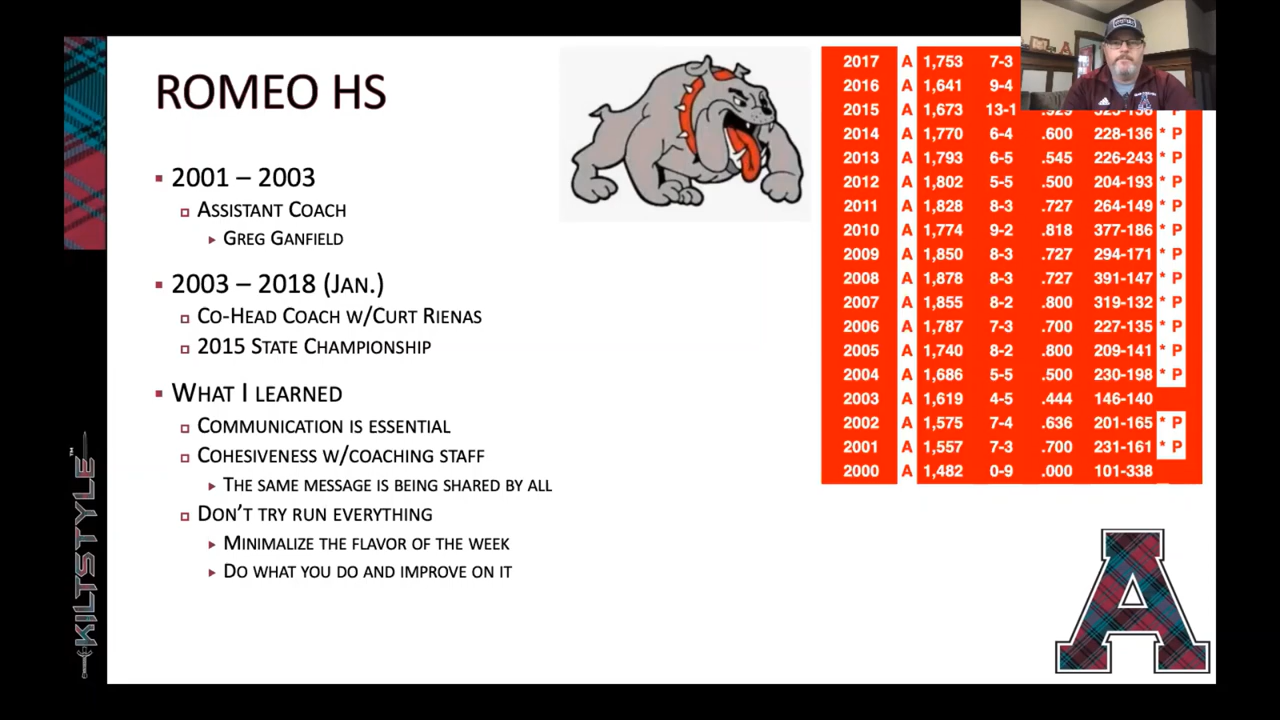 ROMEO HS
▪ 2001 – 2003
ASSISTANT COACH
GREG GANFIELD
▪ 2003 – 2018 (JAN.)
CO-HEAD COACH W/CURT RIENAS
2015 STATE CHAMPIONSHIP
▪ WHAT I LEARNED
COMMUNICATION IS ESSENTIAL
COHESIVENESS W/COACHING STAFF
THE SAME MESSAGE IS BEING SHARED BY ALL
DON'T TRY RUN EVERYTHING
MINIMALIZE THE FLAVOR OF THE WEEK
DO WHAT YOU DO AND IMPROVE ON IT
2017 A 1,753 7-3
2016 A 1,641 9-4
2015 A 1,673 13-1
2014 A 1,770 6-4 .600 228-136 * P
2013 A 1,793 6-5 .545 226-243 * P
2012 A 1,802 5-5 .500 204-193 * P
2011 A 1,828 8-3 .727 264-149 * P
2010 A 1,774 9-2 .818 377-186 * P
2009 A 1,850 8-3 .727 294-171 * P
2008 A 1,878 8-3 .727 391-147 * P
2007 A 1,855 8-2 .800 319-132 * P
2006 A 1,787 7-3 .700 227-135 * P
2005 A 1,740 8-2 .800 209-141 * P
2004 A 1,686 5-5 .500 230-198 * P
2003 A 1,619 4-5 .444 146-140
2002 A 1,575 7-4 .636 201-165 * P
2001 A 1,557 7-3 .700 231-161 * P
2000 A 1,482 0-9 .000 101-338
KILTSTYLE™
A